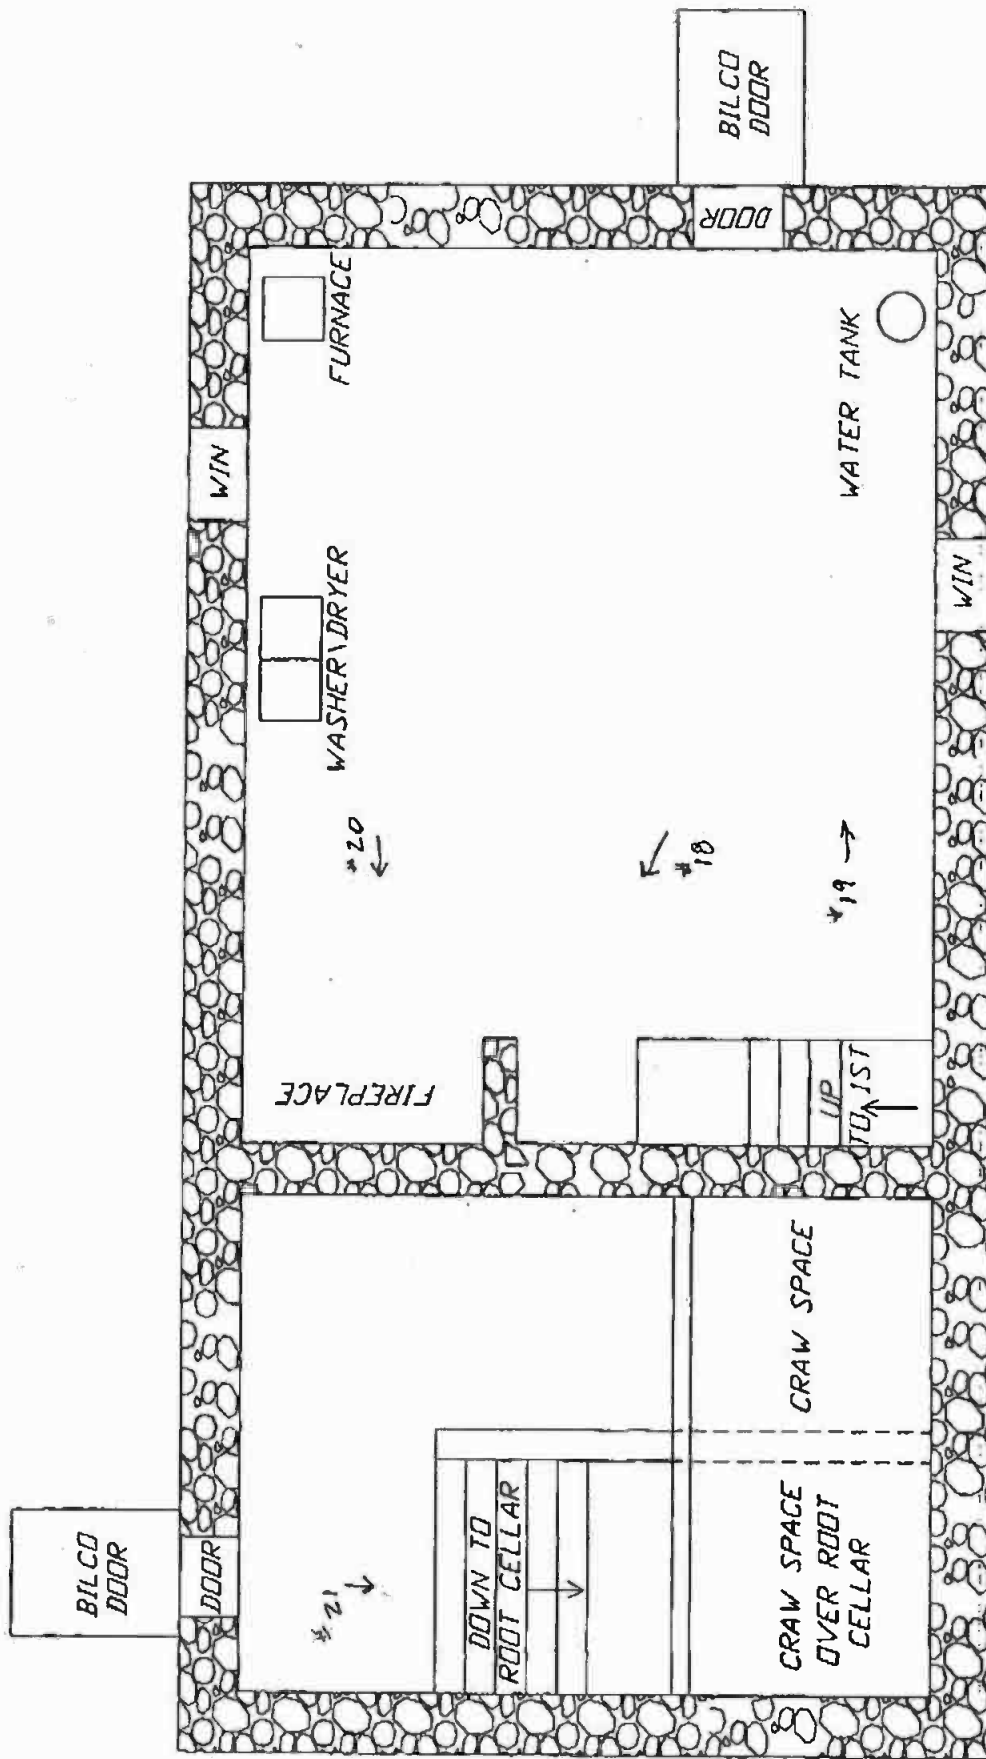 BILCO
DOOR
DOOR
FURNACE
WIN
WATER TANK
WASHER\DRYER
WIN
*20
#18
*19
FIREPLACE
UP
TO 1ST
CRAW SPACE
BILCO
DOOR
DOOR
#21
DOWN TO
ROOT CELLAR
CRAW SPACE
OVER ROOT
CELLAR